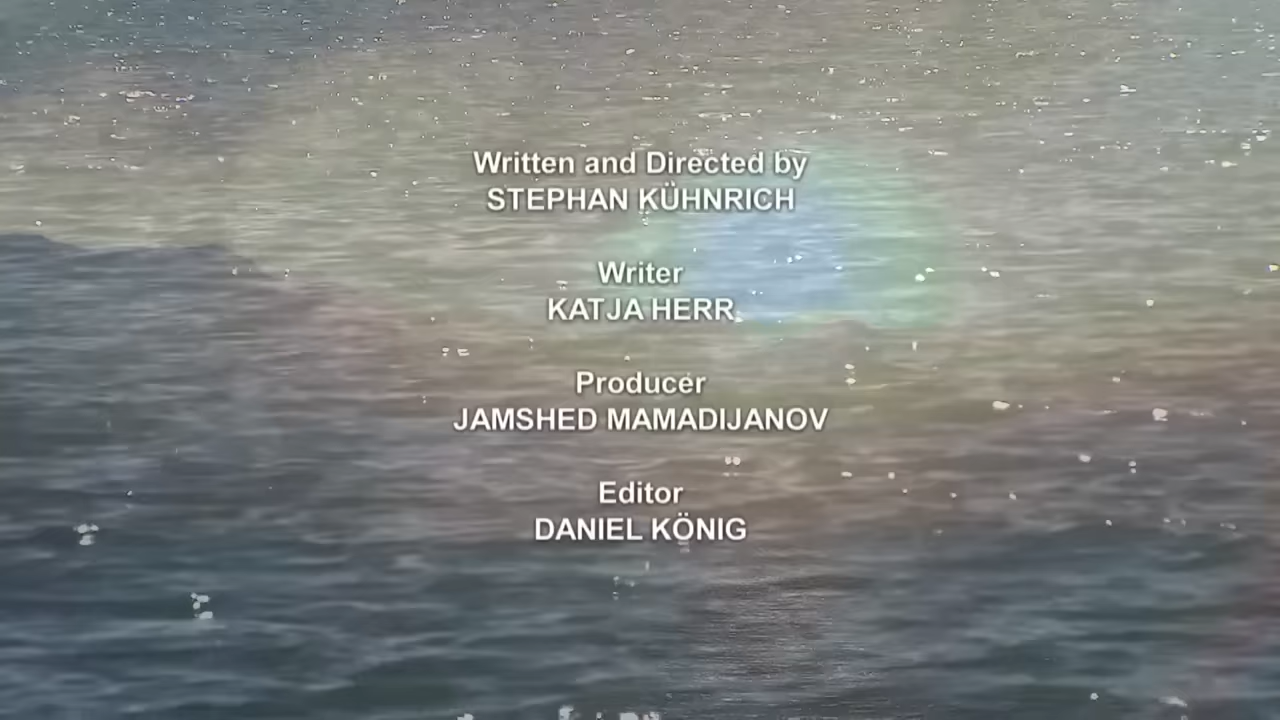 Written and Directed by
STEPHAN KÜHNRICH
Writer
KATJA HERR
Producer
JAMSHED MAMADIJANOV
Editor
DANIEL KÖNIG